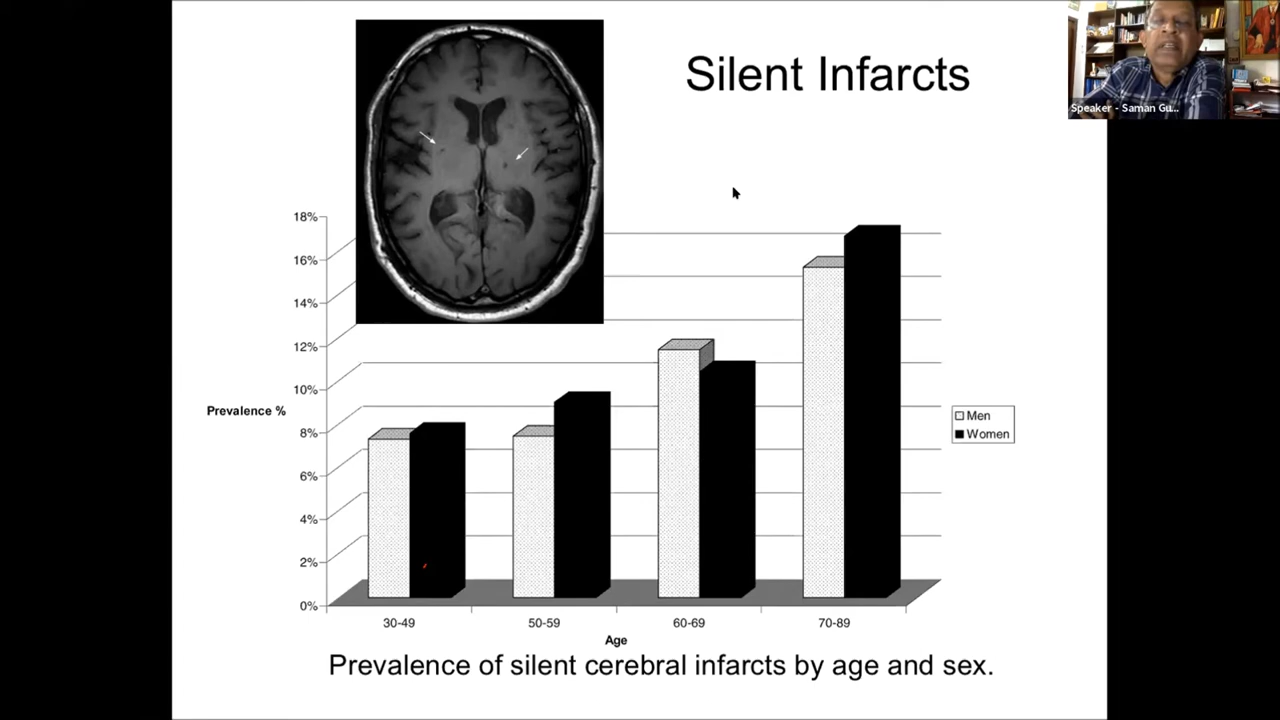 Silent Infarcts
Speaker - Saman Gu...
18%
16%
14%
12%
10%
8%
6%
4%
2%
0%
Prevalence %
Men
Women
30-49
50-59
60-69
70-89
Age
Prevalence of silent cerebral infarcts by age and sex.